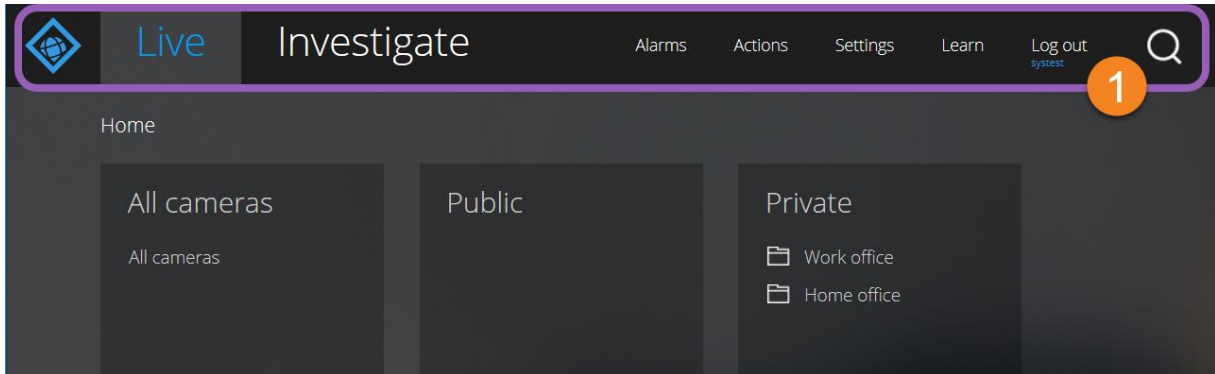 Live Investigate Alarms Actions Settings Learn Log out
systest
1
Home
All cameras
All cameras
Public
Private
Work office
Home office